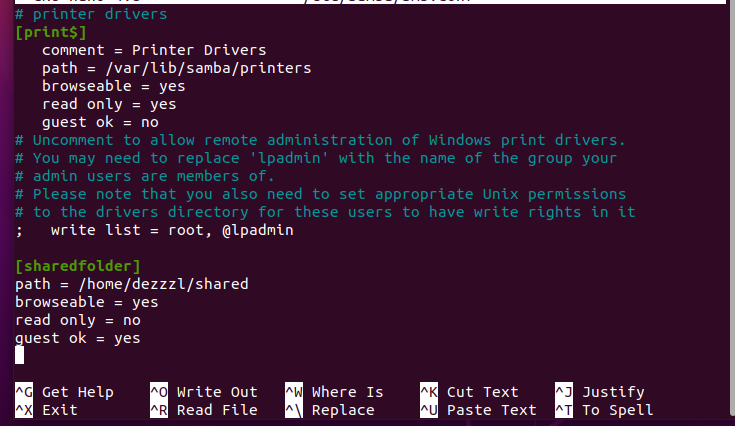 # printer drivers
[print$]
   comment = Printer Drivers
   path = /var/lib/samba/printers
   browseable = yes
   read only = yes
   guest ok = no
# Uncomment to allow remote administration of Windows print drivers.
# You may need to replace 'lpadmin' with the name of the group your
# admin users are members of.
# Please note that you also need to set appropriate Unix permissions
# to the drivers directory for these users to have write rights in it
;   write list = root, @lpadmin

[sharedfolder]
path = /home/dezzzl/shared
browseable = yes
read only = no
guest ok = yes

^G Get Help    ^O Write Out   ^W Where Is    ^K Cut Text    ^J Justify
^X Exit        ^R Read File   ^\ Replace     ^U Paste Text  ^T To Spell